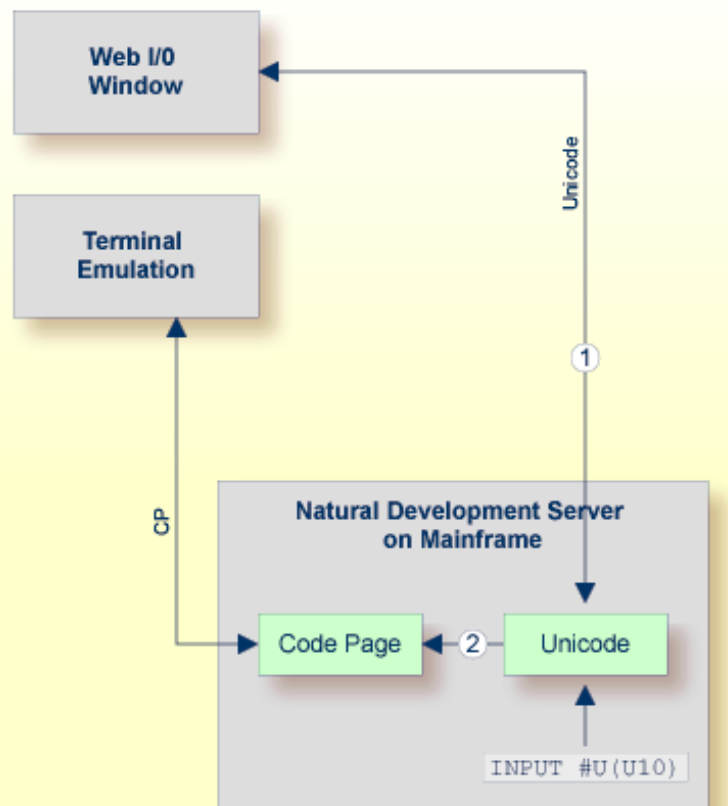 Web I/0
Window
Unicode
Terminal
Emulation
1
CP
Natural Development Server
on Mainframe
Code Page
2
Unicode
INPUT #U(U10)